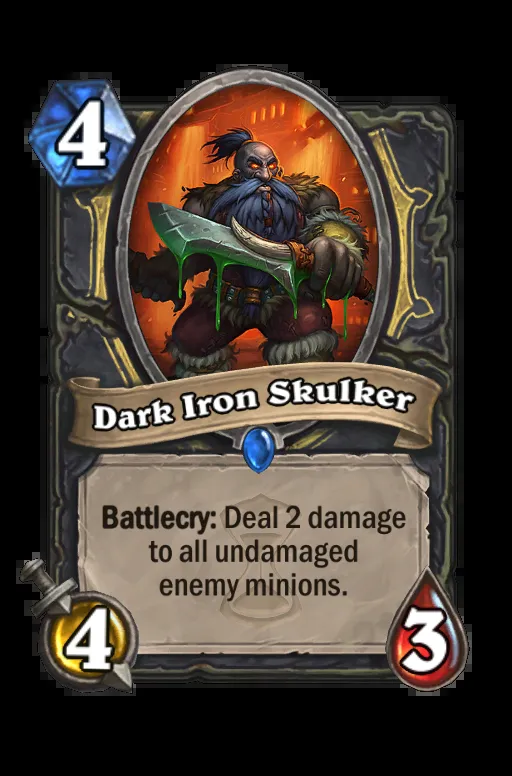 4
Dark Iron Skulker
Battlecry: Deal 2 damage
to all undamaged
enemy minions.
4
3